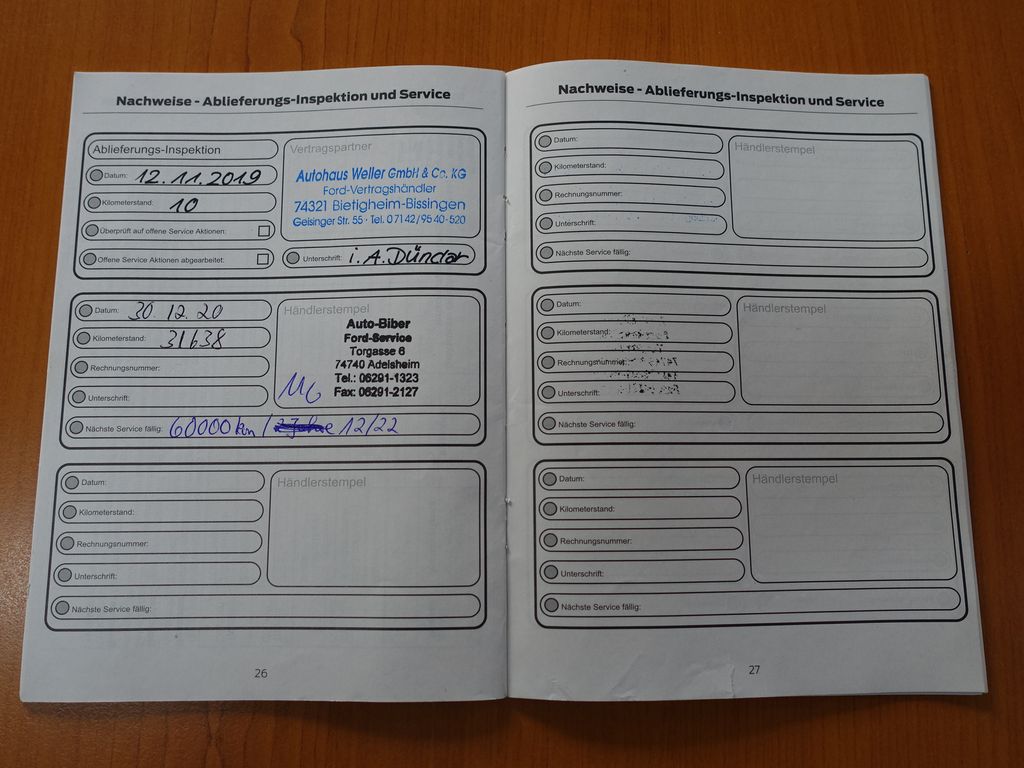 Nachweise - Ablieferungs-Inspektion und Service
Ablieferungs-Inspektion
Datum: 12.11.2019
Kilometerstand: 10
Überprüft auf offene Service Aktionen:
Offene Service Aktionen abgearbeitet:
Vertragspartner
Autohaus Weller GmbH & Co. KG
Ford-Vertragshändler
74321 Bietigheim-Bissingen
Geisinger Str. 55 · Tel. 07142/9540-520
Unterschrift: i. A. Dündar
Datum: 30.12.20
Kilometerstand: 31638
Rechnungsnummer:
Unterschrift:
Händlerstempel
Auto-Biber
Ford-Service
Torgasse 6
74740 Adelsheim
Tel.: 06291-1323
Fax: 06291-2127
Nächste Service fällig: 60000 km / 12/22
Datum:
Kilometerstand:
Rechnungsnummer:
Unterschrift:
Händlerstempel
Nächste Service fällig:
26
Nachweise - Ablieferungs-Inspektion und Service
Datum:
Kilometerstand:
Rechnungsnummer:
Unterschrift:
Händlerstempel
Nächste Service fällig:
Datum:
Kilometerstand:
Rechnungsnummer:
Unterschrift:
Händlerstempel
Nächste Service fällig:
Datum:
Kilometerstand:
Rechnungsnummer:
Unterschrift:
Händlerstempel
Nächste Service fällig:
27